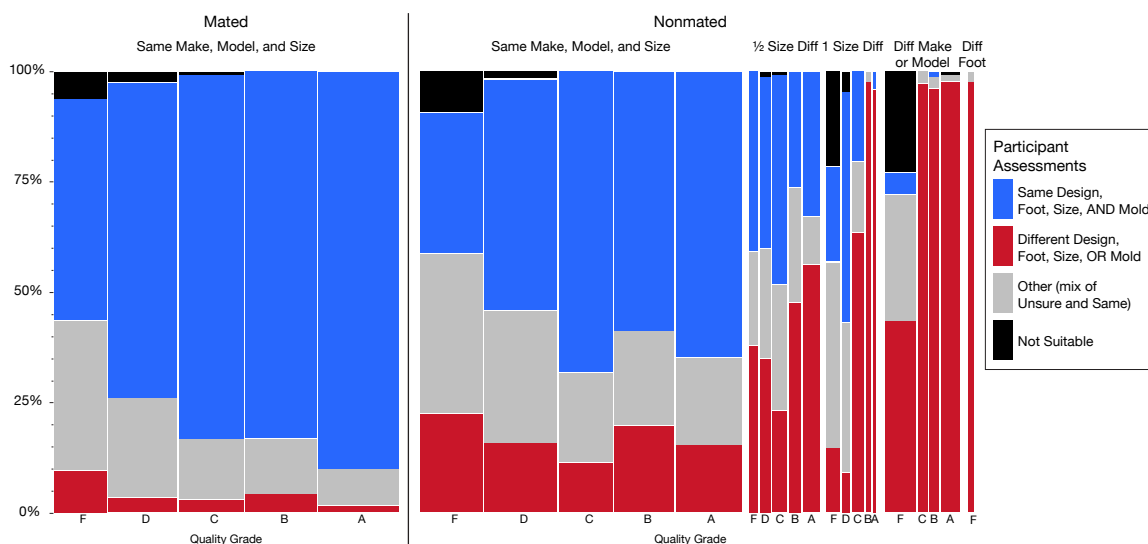 Mated
Nonmated
Same Make, Model, and Size
Same Make, Model, and Size
½ Size Diff
1 Size Diff
Diff Make
or Model
Diff
Foot
100%
75%
50%
25%
0%
F D C B A
F D C B A
F D C B A
F D C B A
F C B A
F
Quality Grade
Quality Grade
Participant
Assessments
Same Design,
Foot, Size, AND Mold
Different Design,
Foot, Size, OR Mold
Other (mix of
Unsure and Same)
Not Suitable